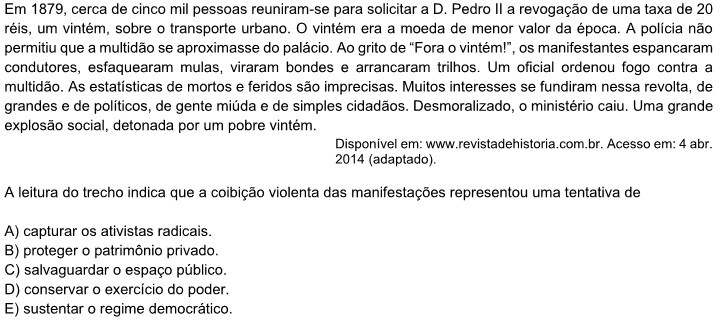 Em 1879, cerca de cinco mil pessoas reuniram-se para solicitar a D. Pedro II a revogação de uma taxa de 20
réis, um vintém, sobre o transporte urbano. O vintém era a moeda de menor valor da época. A polícia não
permitiu que a multidão se aproximasse do palácio. Ao grito de “Fora o vintém!”, os manifestantes espancaram
condutores, esfaquearam mulas, viraram bondes e arrancaram trilhos. Um oficial ordenou fogo contra a
multidão. As estatísticas de mortos e feridos são imprecisas. Muitos interesses se fundiram nessa revolta, de
grandes e de políticos, de gente miúda e de simples cidadãos. Desmoralizado, o ministério caiu. Uma grande
explosão social, detonada por um pobre vintém.
Disponível em: www.revistadehistoria.com.br. Acesso em: 4 abr.
2014 (adaptado).
A leitura do trecho indica que a coibição violenta das manifestações representou uma tentativa de
A) capturar os ativistas radicais.
B) proteger o patrimônio privado.
C) salvaguardar o espaço público.
D) conservar o exercício do poder.
E) sustentar o regime democrático.